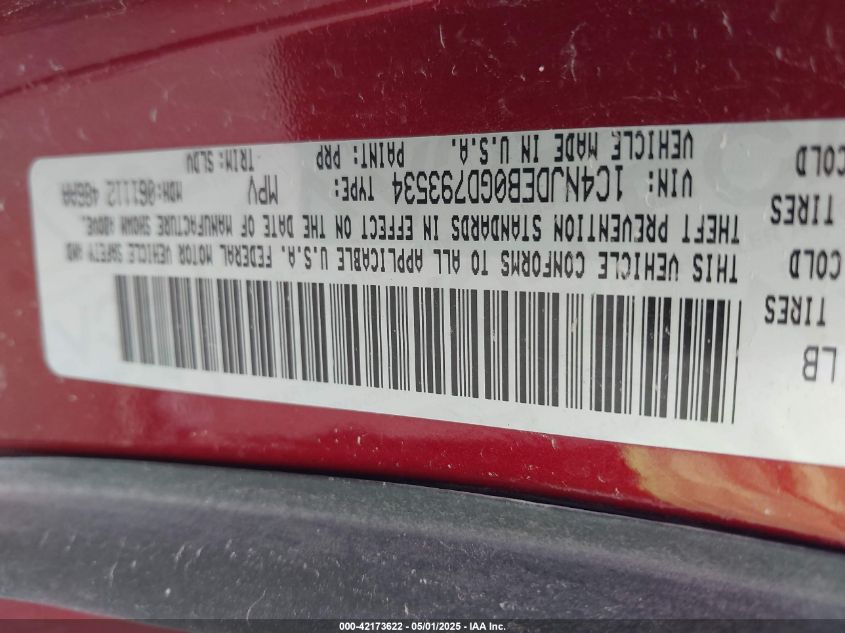 LB
TIRES
COLD
TIRES
COLD
THIS VEHICLE CONFORMS TO ALL APPLICABLE U.S.A. FEDERAL MOTOR VEHICLE SAFETY AND
THEFT PREVENTION STANDARDS IN EFFECT ON THE DATE OF MANUFACTURE SHOWN ABOVE.
VIN: 1C4NJDEB0GD793534 TYPE: MPV MDH: 061112 486AA
VEHICLE MADE IN U.S.A. PAINT: PRP TRIM: SLDV
000-42173622 • 05/01/2025 - IAA Inc.